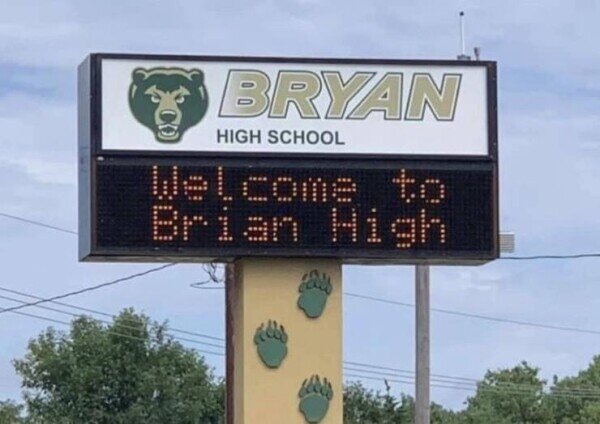 BRYAN
HIGH SCHOOL
Welcome to
Brian High